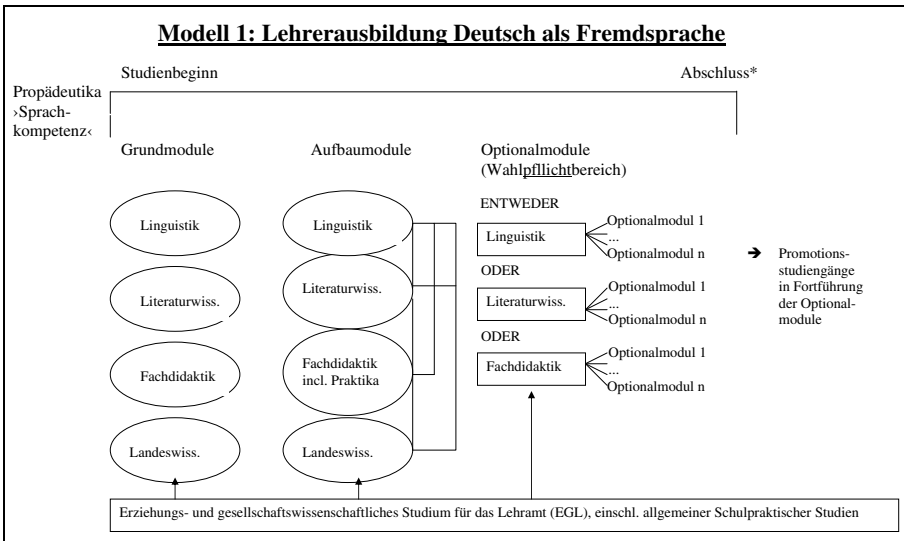 Modell 1: Lehrerausbildung Deutsch als Fremdsprache
Studienbeginn
Abschluss*
Propädeutika
›Sprach-
kompetenz‹
Grundmodule
Aufbaumodule
Optionalmodule
(Wahlpfllichtbereich)
Linguistik
Literaturwiss.
Fachdidaktik
Landeswiss.
Linguistik
Literaturwiss.
Fachdidaktik
incl. Praktika
Landeswiss.
ENTWEDER
Linguistik
Optionalmodul 1
...
Optionalmodul n
ODER
Literaturwiss.
Optionalmodul 1
...
Optionalmodul n
ODER
Fachdidaktik
Optionalmodul 1
...
Optionalmodul n
➔ Promotions-
studiengänge
in Fortführung
der Optional-
module
Erziehungs- und gesellschaftswissenschaftliches Studium für das Lehramt (EGL), einschl. allgemeiner Schulpraktischer Studien